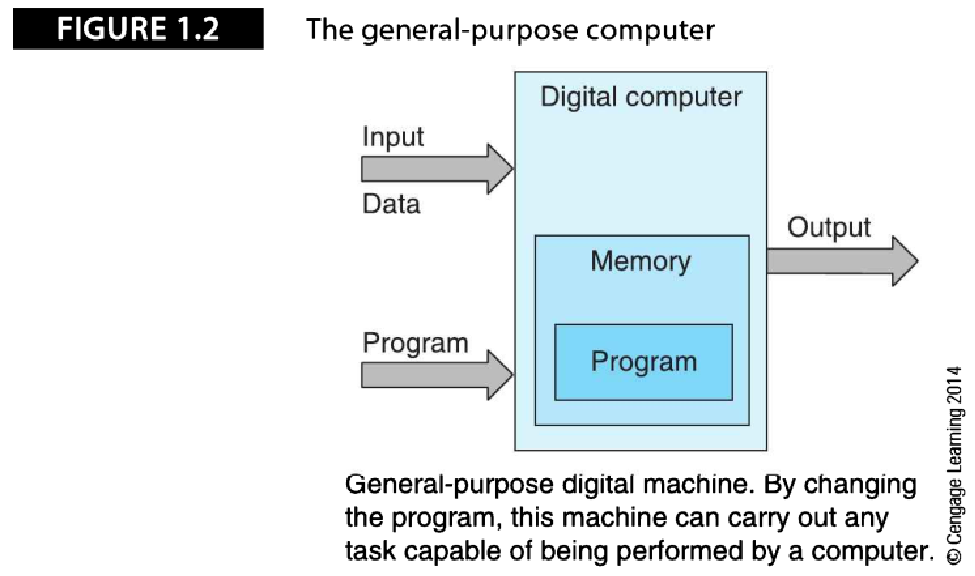 FIGURE 1.2 The general-purpose computer
Digital computer
Input
Data
Output
Memory
Program
Program
General-purpose digital machine. By changing
the program, this machine can carry out any
task capable of being performed by a computer.
© Cengage Learning 2014